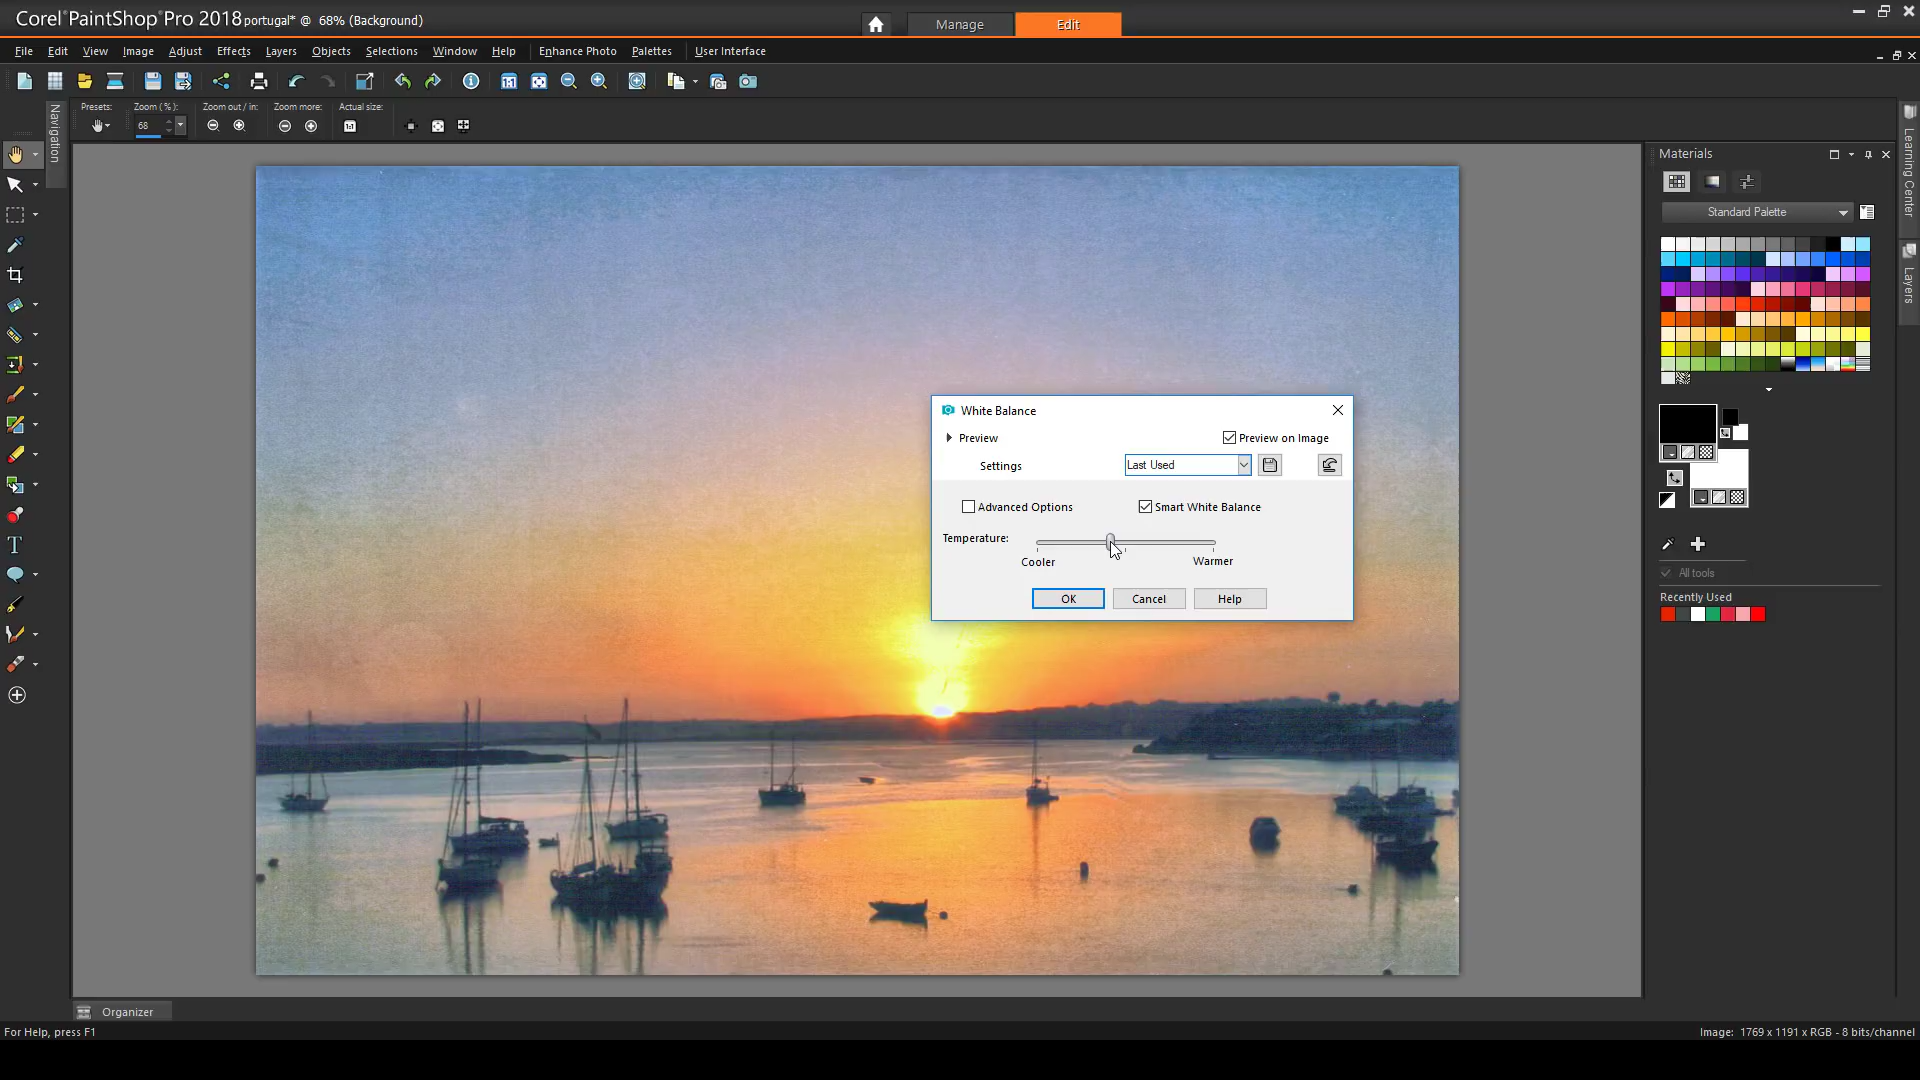 Corel PaintShop Pro 2018 portugal* @ 68% (Background)
Manage
Edit
File Edit View Image Adjust Effects Layers Objects Selections Window Help Enhance Photo Palettes User Interface
Presets: Zoom (%): Zoom out / in: Zoom more: Actual size:
68
Navigation
Materials
Standard Palette
Learning Center
Layers
White Balance
Preview
Preview on Image
Settings
Last Used
Advanced Options
Smart White Balance
Temperature:
Cooler
Warmer
OK
Cancel
Help
All tools
Recently Used
Organizer
For Help, press F1
Image: 1769 x 1191 x RGB - 8 bits/channel